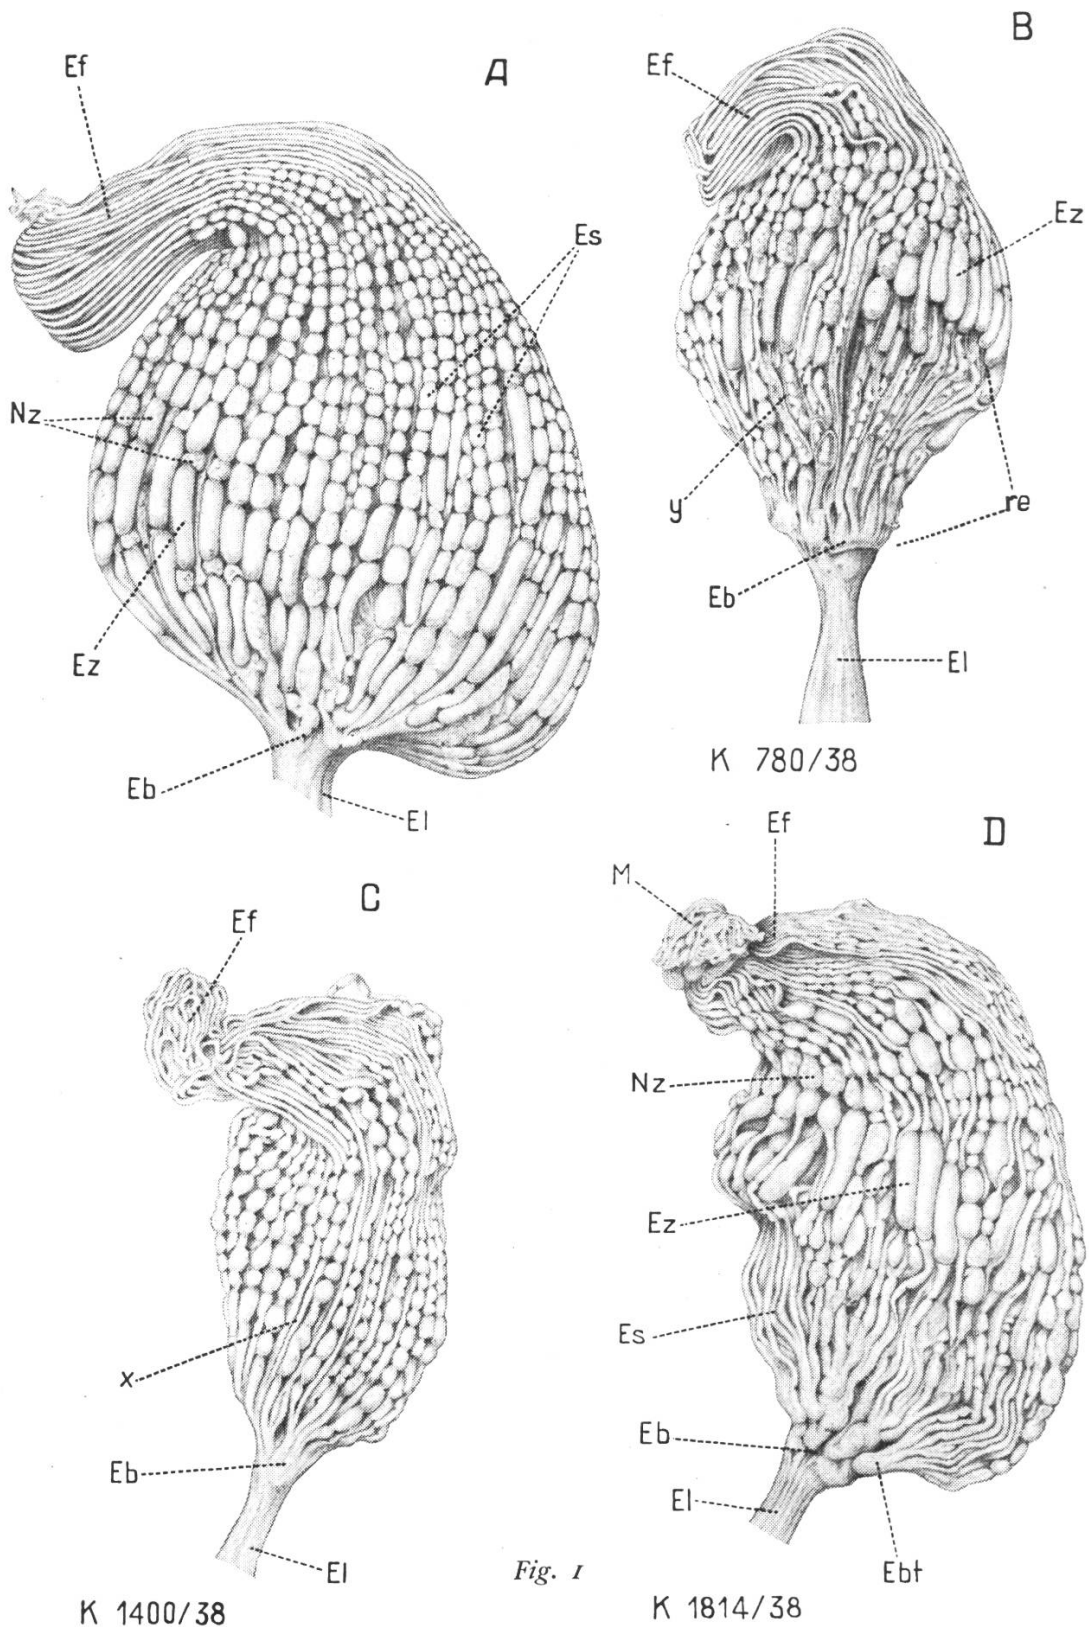 A
Ef
Es
Nz
Ez
Eb
El
B
Ef
Ez
y
re
Eb
El
K 780/38
C
Ef
x
Eb
El
K 1400/38
D
Ef
M
Nz
Ez
Es
Eb
El
Ebt
K 1814/38
Fig. 1